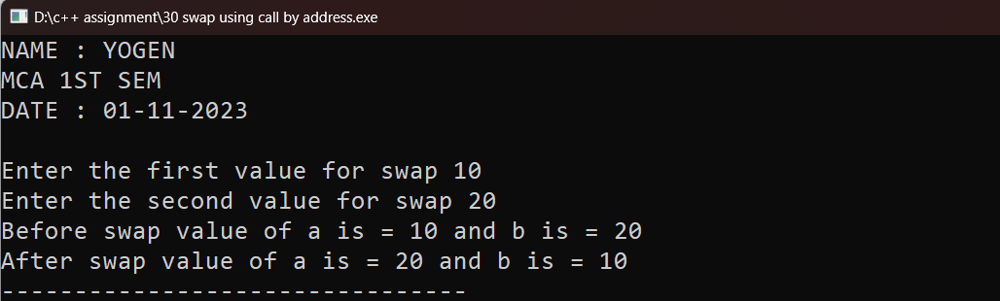 D:\c++ assignment\30 swap using call by address.exe
NAME : YOGEN
MCA 1ST SEM
DATE : 01-11-2023
Enter the first value for swap 10
Enter the second value for swap 20
Before swap value of a is = 10 and b is = 20
After swap value of a is = 20 and b is = 10
--------------------------------